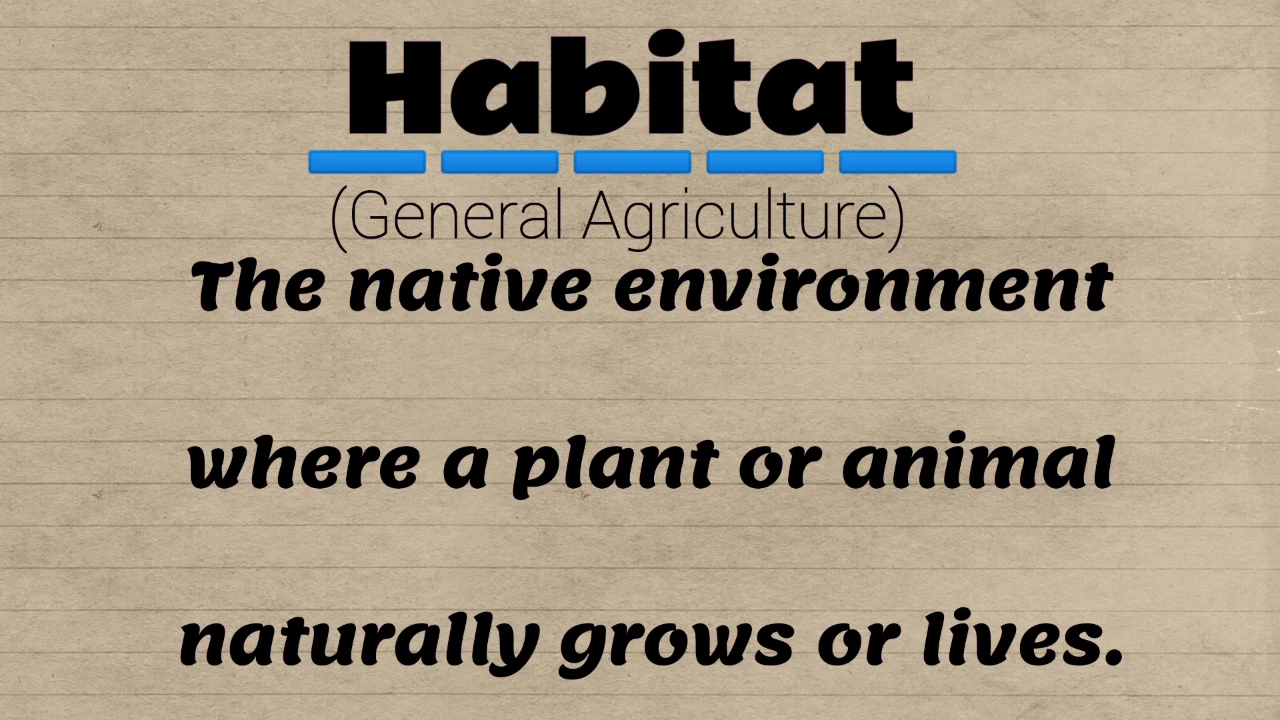 Habitat
(General Agriculture)
The native environment
where a plant or animal
naturally grows or lives.